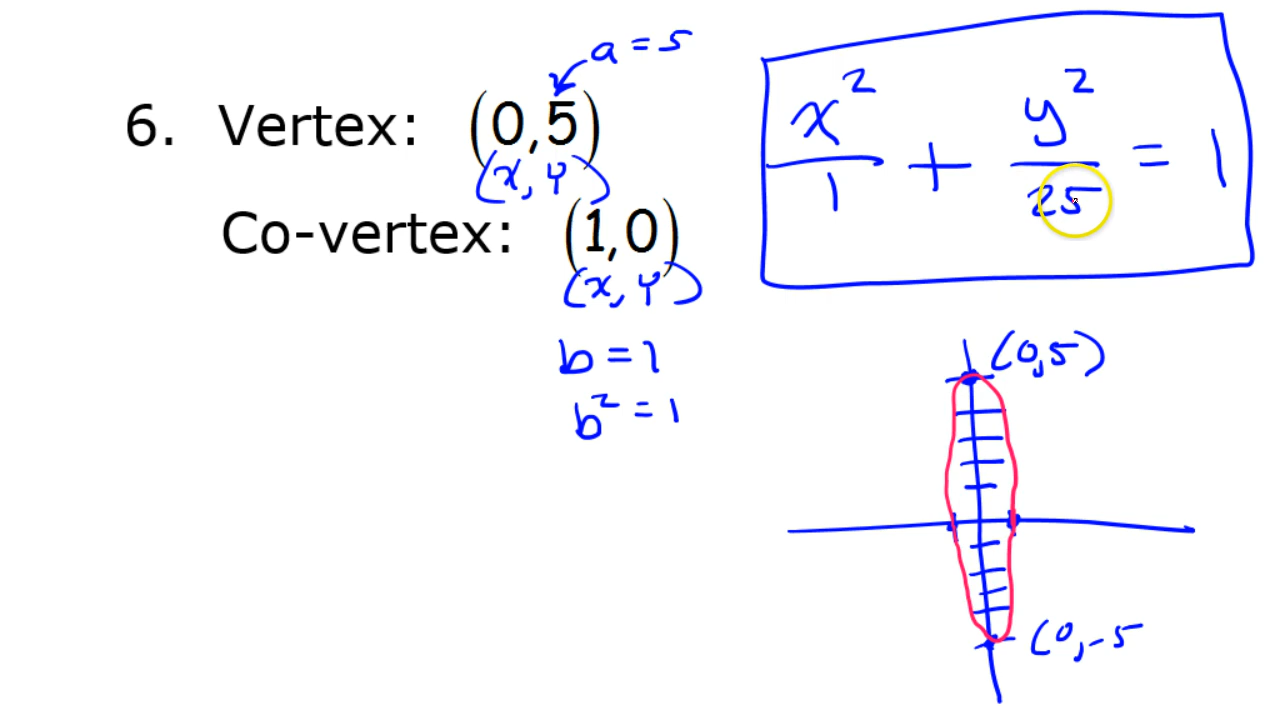 a = 5
6. Vertex: (0,5)
(x, y)
Co-vertex: (1,0)
(x, y)
b = 1
b² = 1
x²/1 + y²/25 = 1
(0,5)
(0,-5